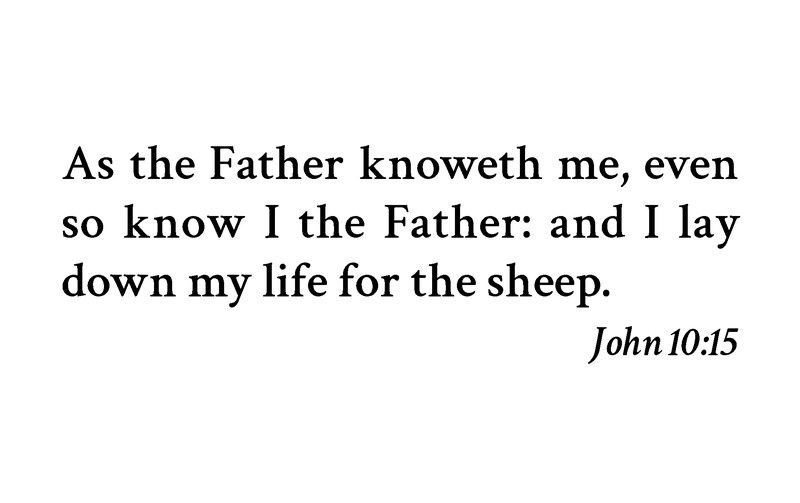 As the Father knoweth me, even
so know I the Father: and I lay
down my life for the sheep.
John 10:15